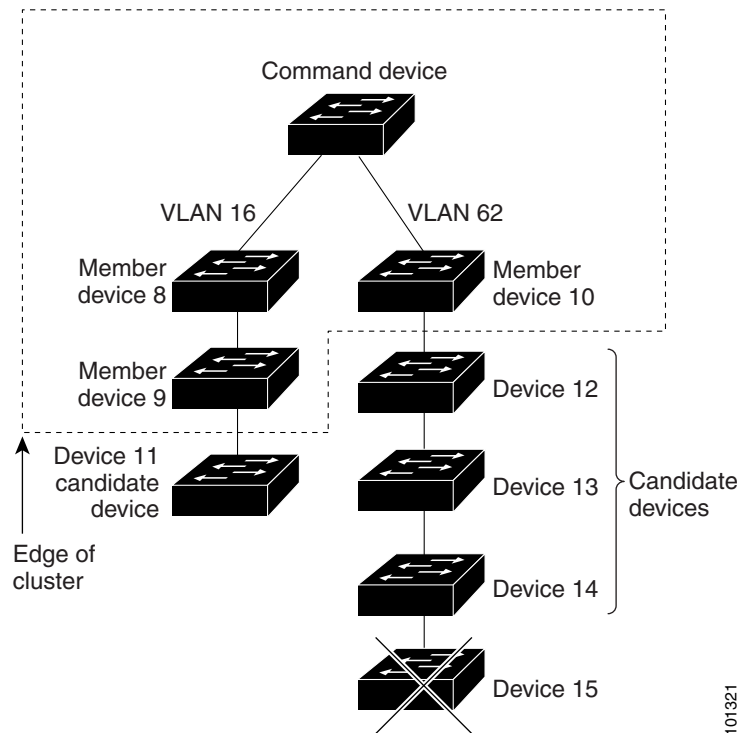 Command device
VLAN 16
VLAN 62
Member
device 8
Member
device 10
Member
device 9
Device 12
Device 11
candidate
device
Device 13
Candidate
devices
Edge of
cluster
Device 14
Device 15
101321